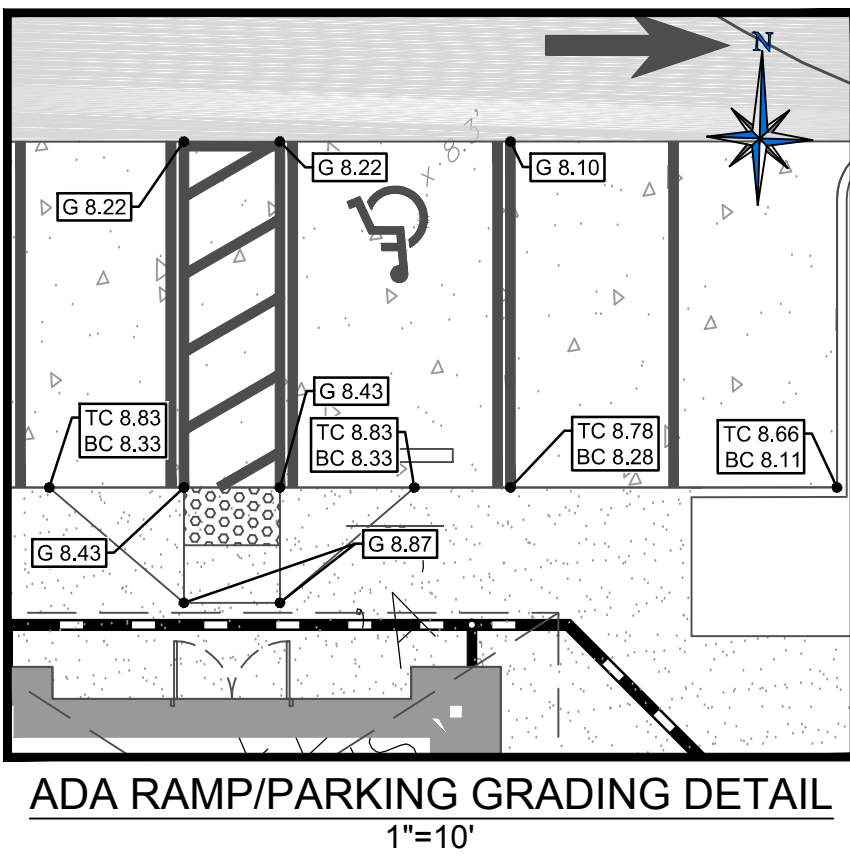 N
x 8.3'
G 8.22
G 8.10
G 8.22
G 8.43
TC 8.83
BC 8.33
TC 8.83
BC 8.33
TC 8.78
BC 8.28
TC 8.66
BC 8.11
G 8.43
G 8.87
ADA RAMP/PARKING GRADING DETAIL
1"=10'